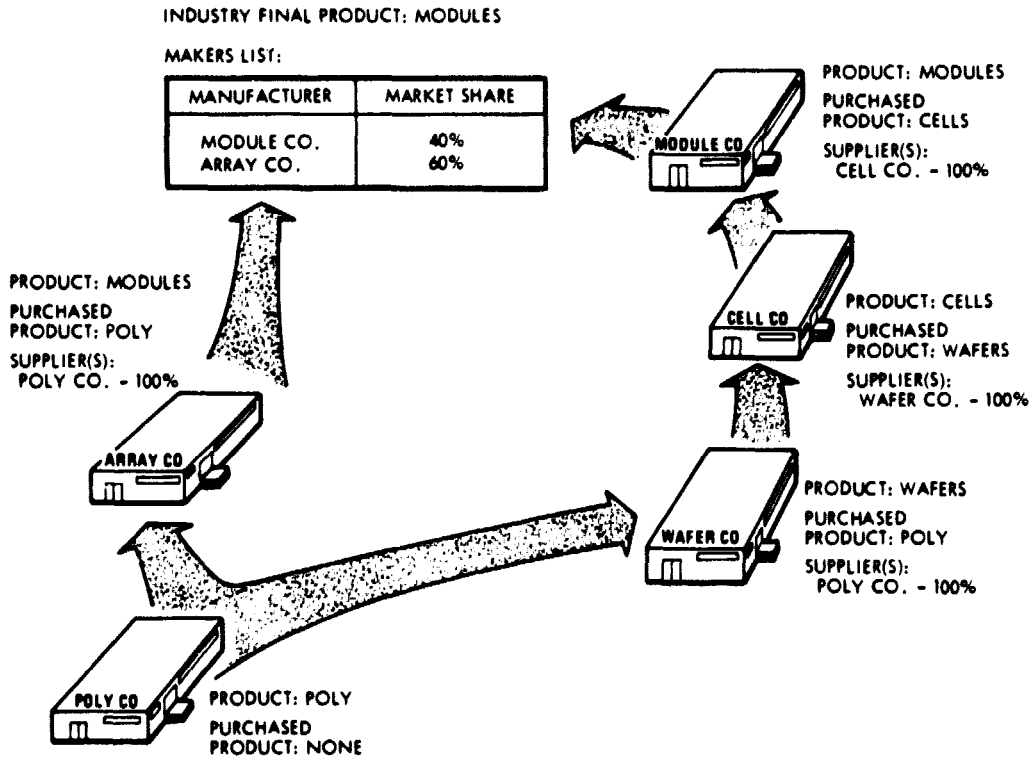 INDUSTRY FINAL PRODUCT: MODULES
MAKERS LIST:
MANUFACTURER MARKET SHARE
MODULE CO. 40%
ARRAY CO. 60%
MODULE CO
PRODUCT: MODULES
PURCHASED
PRODUCT: CELLS
SUPPLIER(S):
CELL CO. - 100%
CELL CO
PRODUCT: CELLS
PURCHASED
PRODUCT: WAFERS
SUPPLIER(S):
WAFER CO. - 100%
PRODUCT: MODULES
PURCHASED
PRODUCT: POLY
SUPPLIER(S):
POLY CO. - 100%
ARRAY CO
WAFER CO
PRODUCT: WAFERS
PURCHASED
PRODUCT: POLY
SUPPLIER(S):
POLY CO. - 100%
POLY CO
PRODUCT: POLY
PURCHASED
PRODUCT: NONE